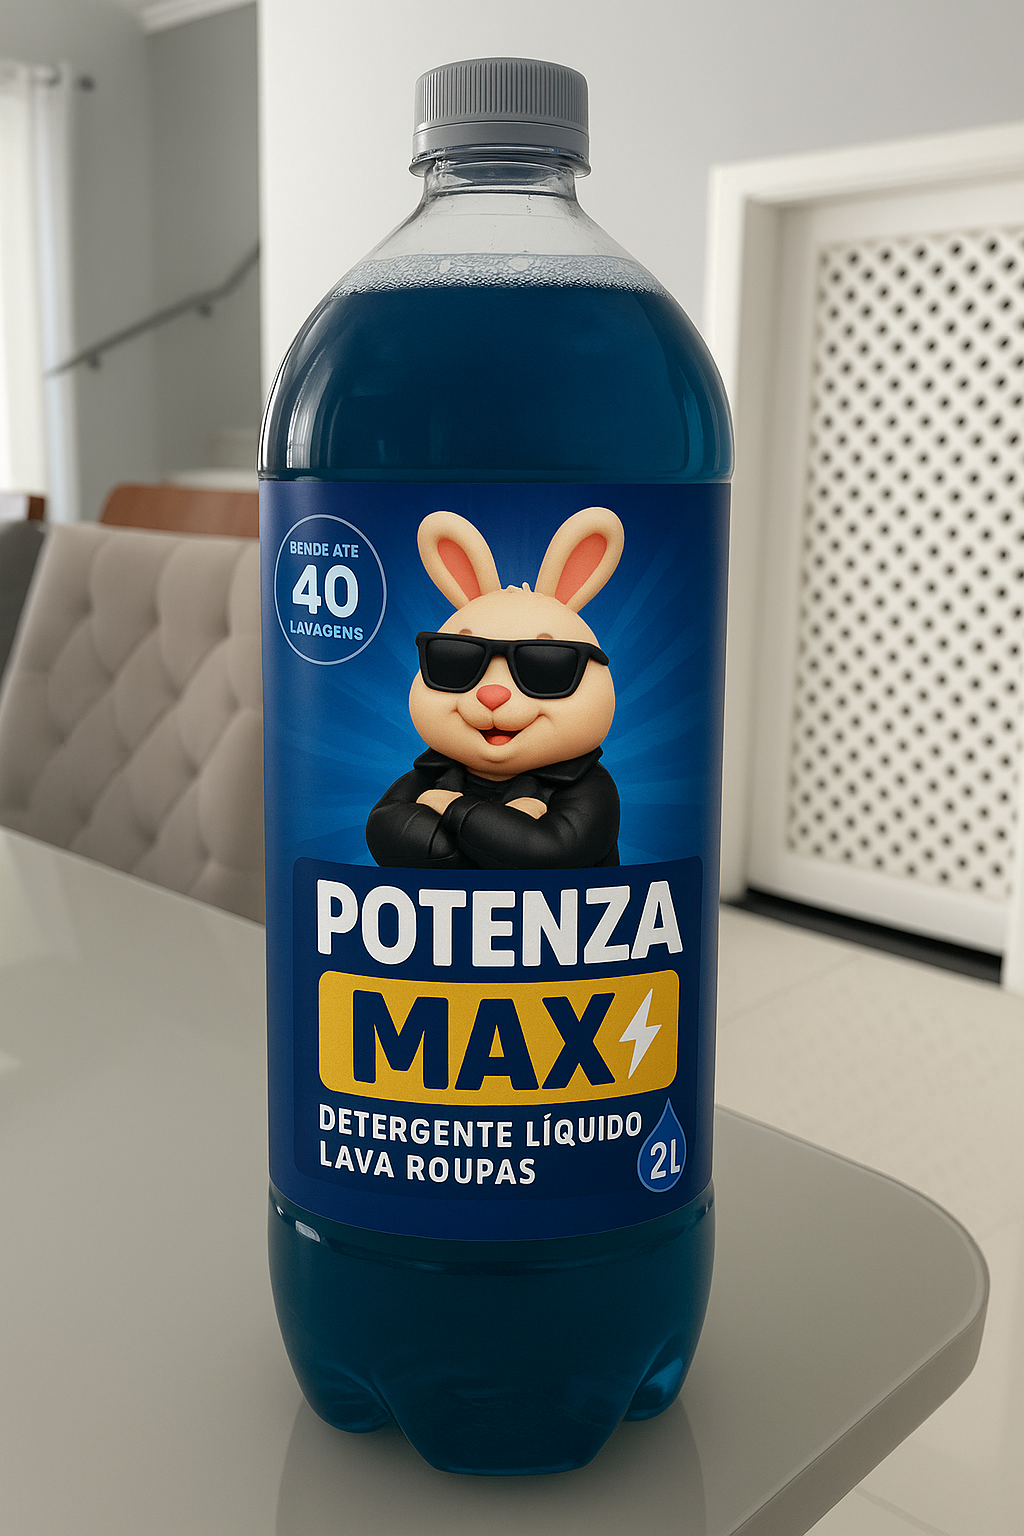 BENDE ATE
40
LAVAGENS
POTENZA
MAX
DETERGENTE LÍQUIDO
LAVA ROUPAS
2L